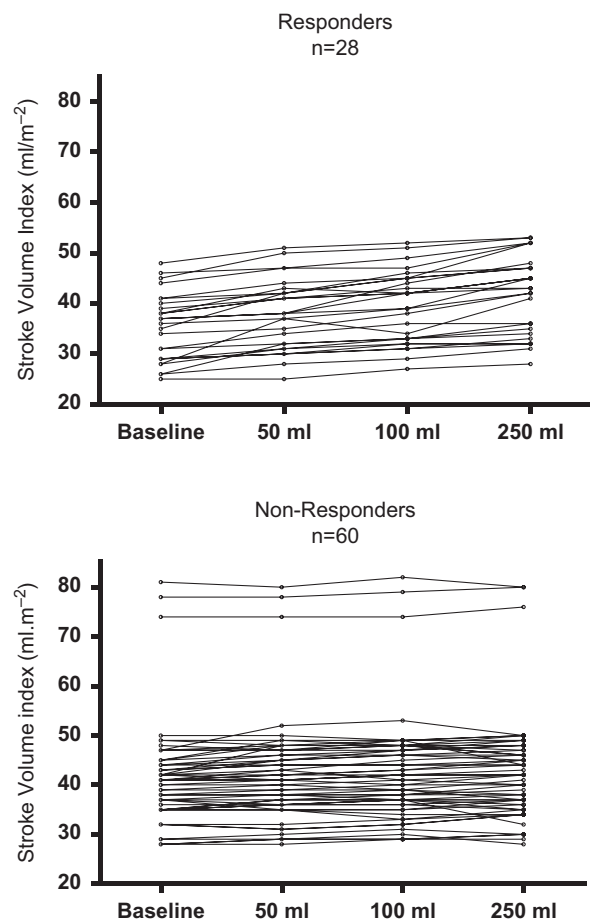 Responders
n=28
Stroke Volume Index (ml/m⁻²)
80
70
60
50
40
30
20
Baseline 50 ml 100 ml 250 ml
Non-Responders
n=60
Stroke Volume index (ml.m⁻²)
80
70
60
50
40
30
20
Baseline 50 ml 100 ml 250 ml